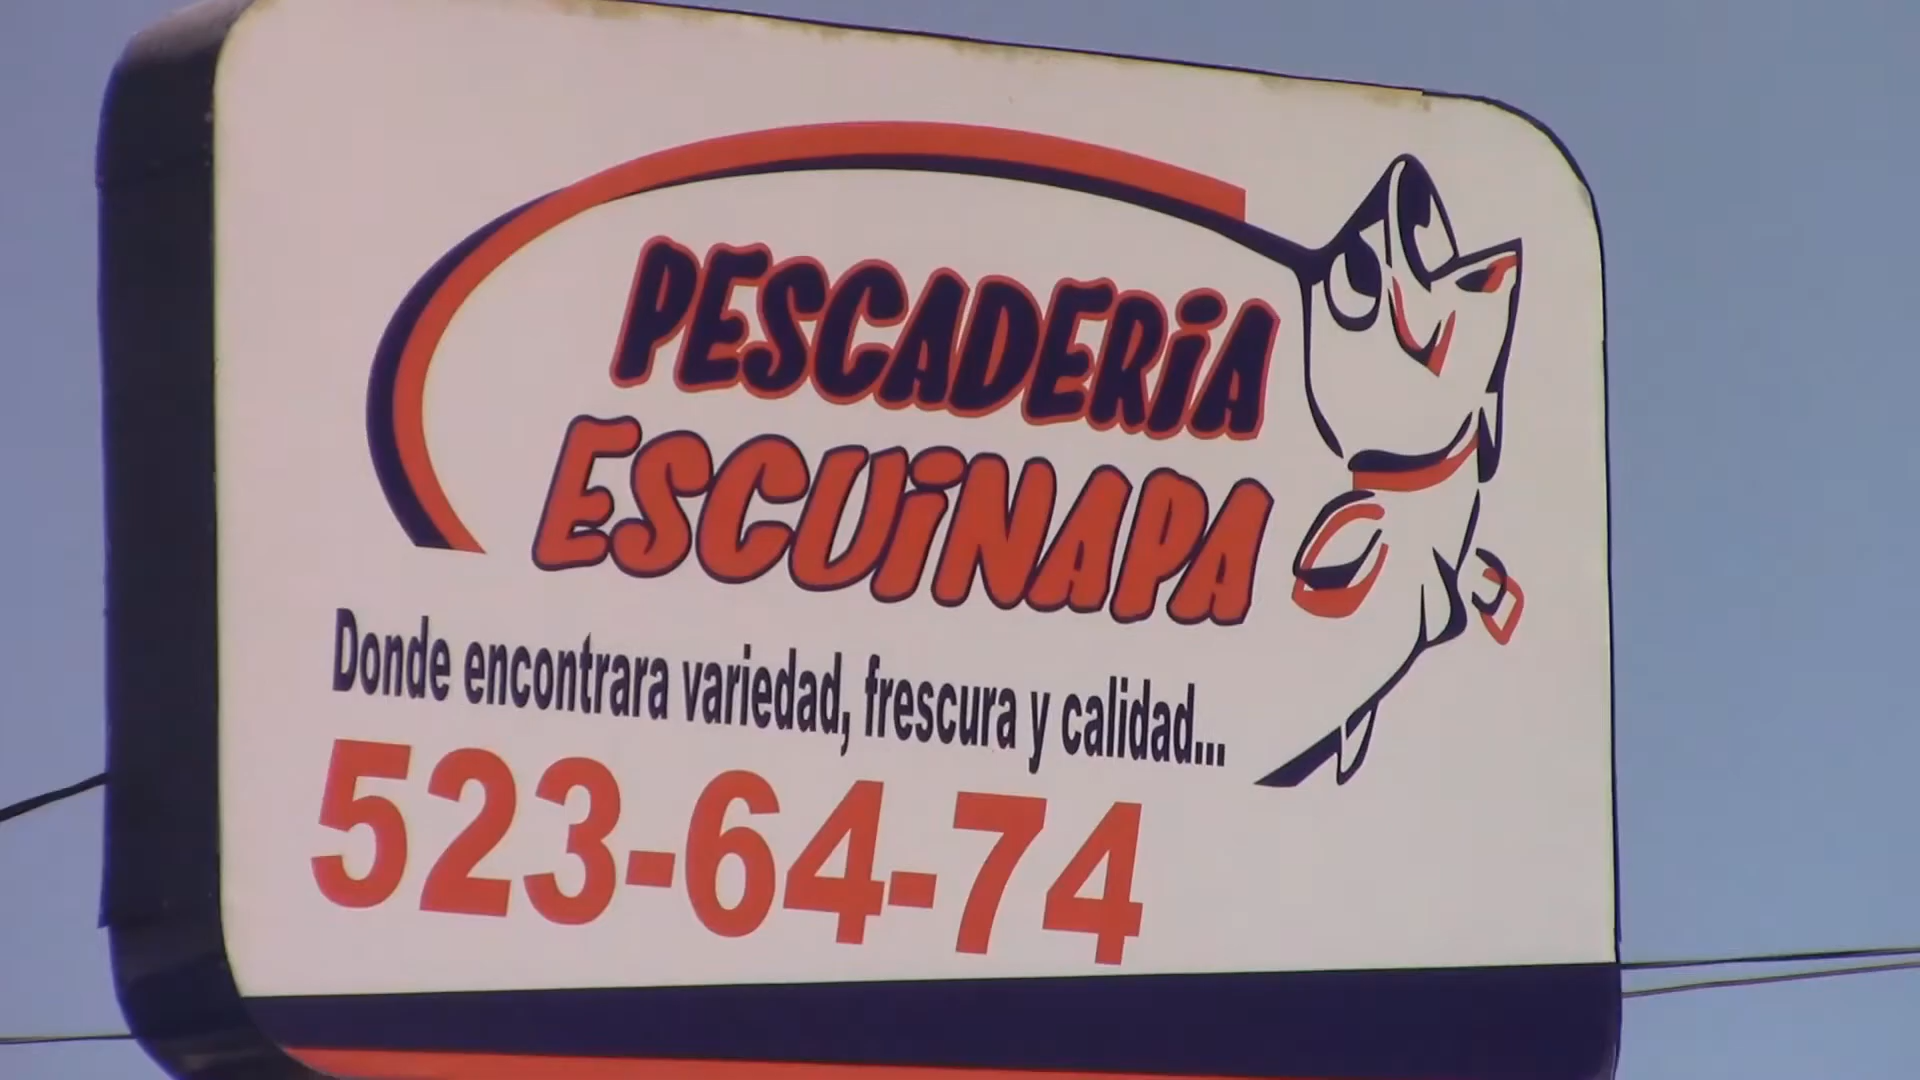 PESCADERiA
ESCUiNAPA
Donde encontrara variedad, frescura y calidad...
523-64-74